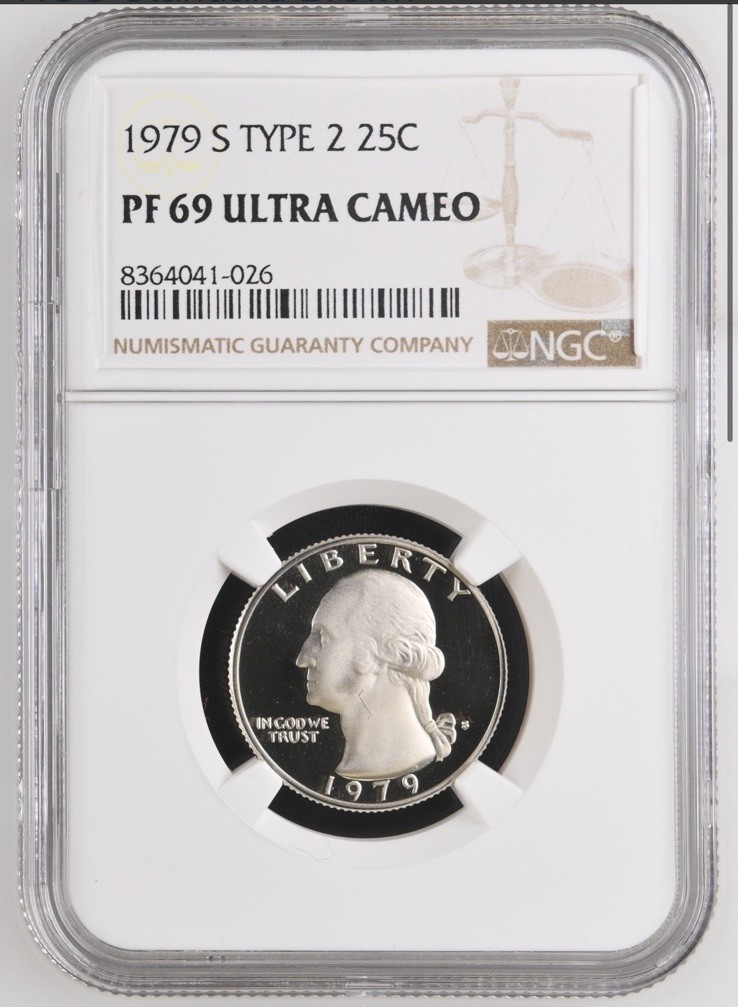 1979 S TYPE 2 25C
PF 69 ULTRA CAMEO
8364041-026
NUMISMATIC GUARANTY COMPANY
NGC®
LIBERTY
IN GOD WE
TRUST
S
1979